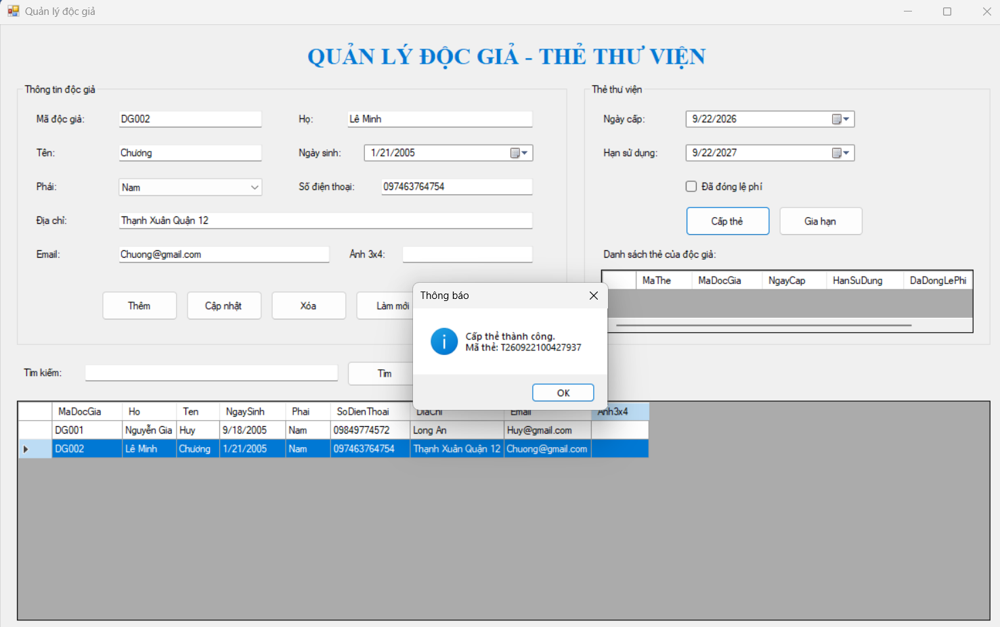 Quản lý độc giả
QUẢN LÝ ĐỘC GIẢ - THẺ THƯ VIỆN
Thông tin độc giả
Mã độc giả: DG002 Họ: Lê Minh
Tên: Chương Ngày sinh: 1/21/2005
Phái: Nam Số điện thoại: 097463764754
Địa chỉ: Thạnh Xuân Quận 12
Email: Chuong@gmail.com Ảnh 3x4:
Thêm Cập nhật Xóa Làm mới
Thẻ thư viện
Ngày cấp: 9/22/2026
Hạn sử dụng: 9/22/2027
Đã đóng lệ phí
Cấp thẻ Gia hạn
Danh sách thẻ của độc giả:
MaThe MaDocGia NgayCap HanSuDung DaDongLePhi
Thông báo
Cấp thẻ thành công.
Mã thẻ: T260922100427937
OK
Tìm kiếm: Tìm
MaDocGia Ho Ten NgaySinh Phai SoDienThoai DiaChi Email Anh3x4
DG001 Nguyễn Gia Huy 9/18/2005 Nam 09849774572 Long An Huy@gmail.com
DG002 Lê Minh Chương 1/21/2005 Nam 097463764754 Thạnh Xuân Quận 12 Chuong@gmail.com